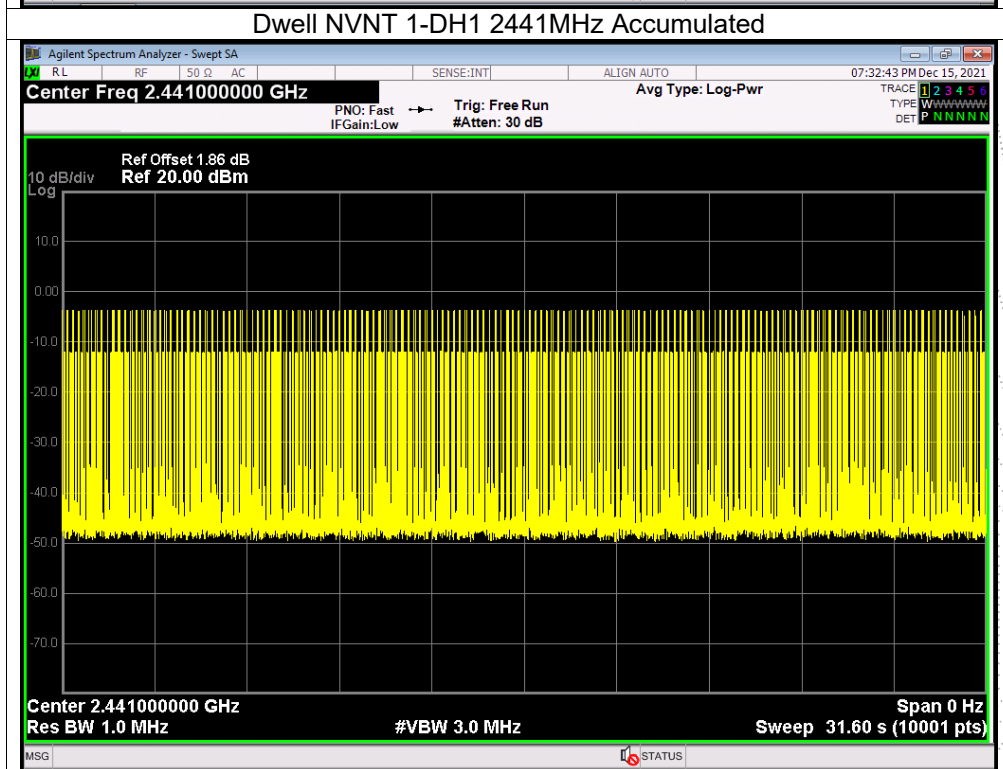 Dwell NVNT 1-DH1 2441MHz Accumulated
Agilent Spectrum Analyzer - Swept SA
LXI RL RF 50 Ω AC SENSE:INT ALIGN AUTO 07:32:43 PM Dec 15, 2021
Center Freq 2.441000000 GHz Avg Type: Log-Pwr TRACE 1 2 3 4 5 6
PNO: Fast Trig: Free Run TYPE WWWWWW
IFGain:Low #Atten: 30 dB DET P N N N N N
Ref Offset 1.86 dB
10 dB/div Ref 20.00 dBm
Log
10.0
0.00
-10.0
-20.0
-30.0
-40.0
-50.0
-60.0
-70.0
Center 2.441000000 GHz Span 0 Hz
Res BW 1.0 MHz #VBW 3.0 MHz Sweep 31.60 s (10001 pts)
MSG STATUS